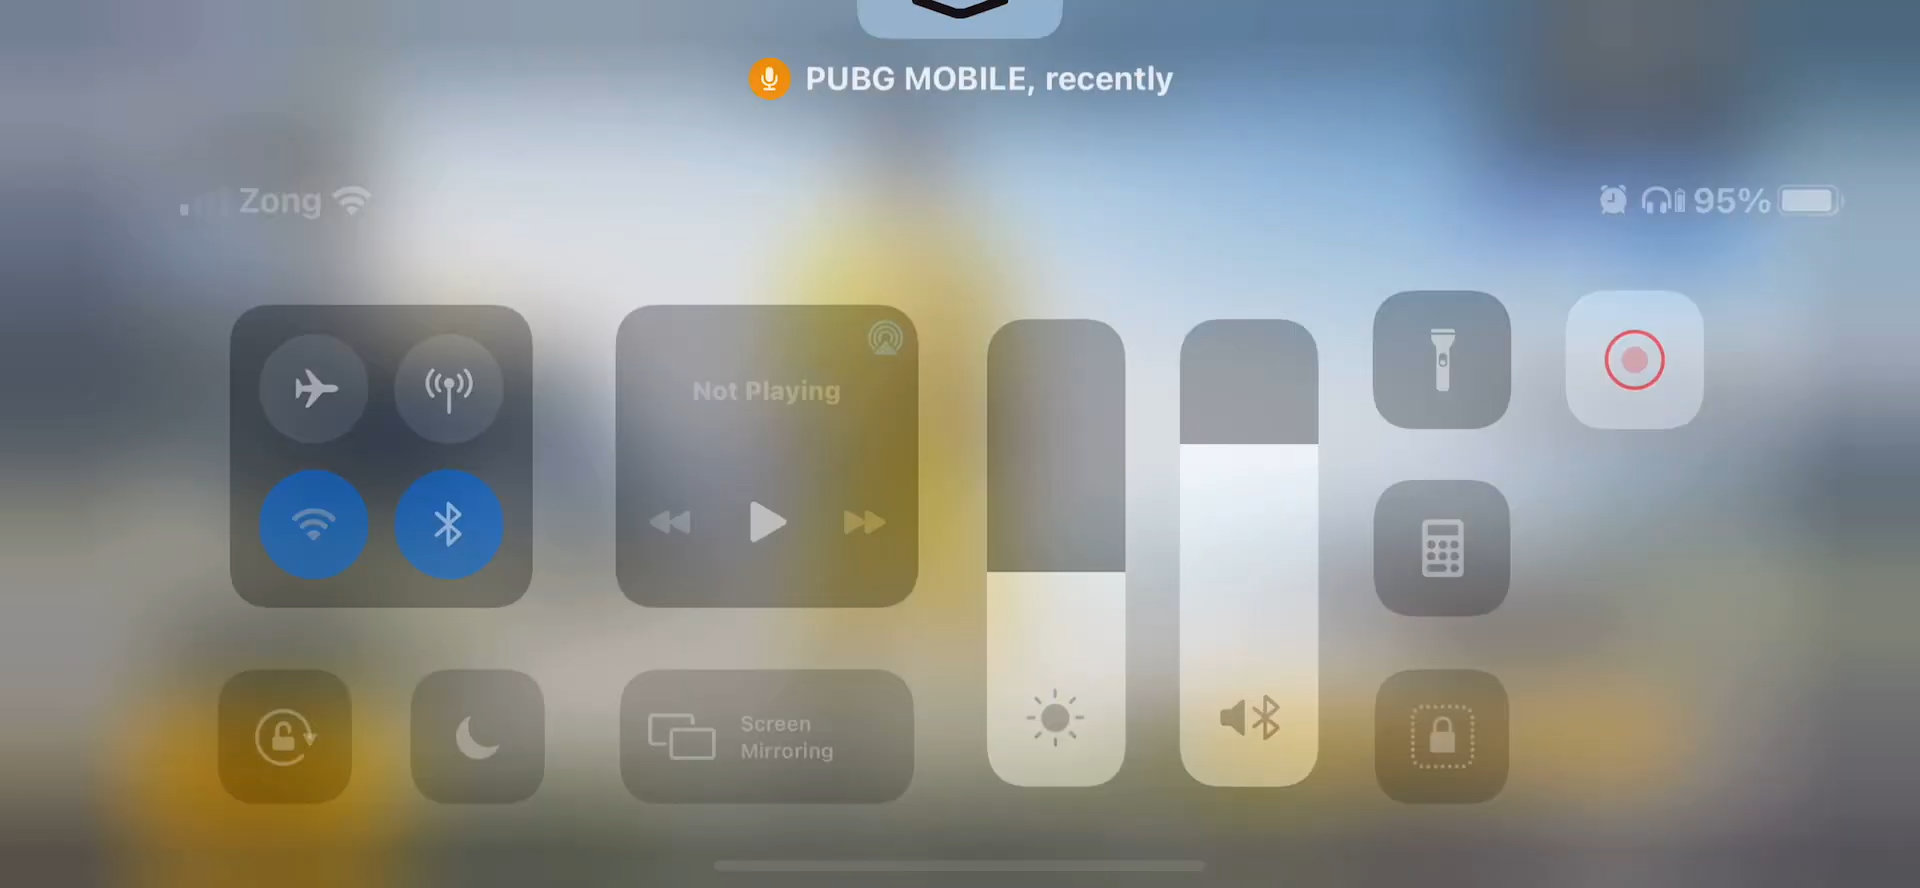 PUBG MOBILE, recently
Zong
95%
Not Playing
Screen
Mirroring